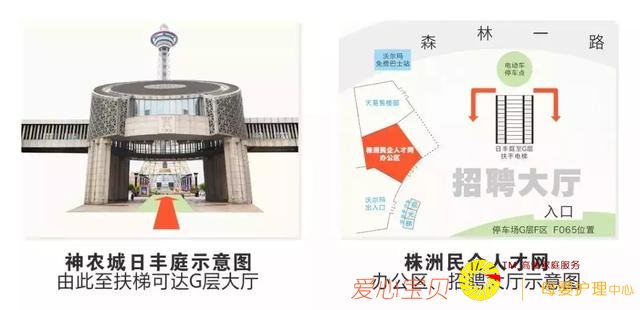 神农城日丰庭示意图
由此至扶梯可达G层大厅
森林一路
沃尔玛
免费巴士站
电动车
停车点
天易售楼部
株洲民企人才网
办公区
日丰庭至G层
扶手电梯
招聘大厅
沃尔玛
出入口
入口
停车场G层F区 F065位置
株洲民企人才网
办公区 招聘大厅示意图
爱心宝贝
母婴护理中心